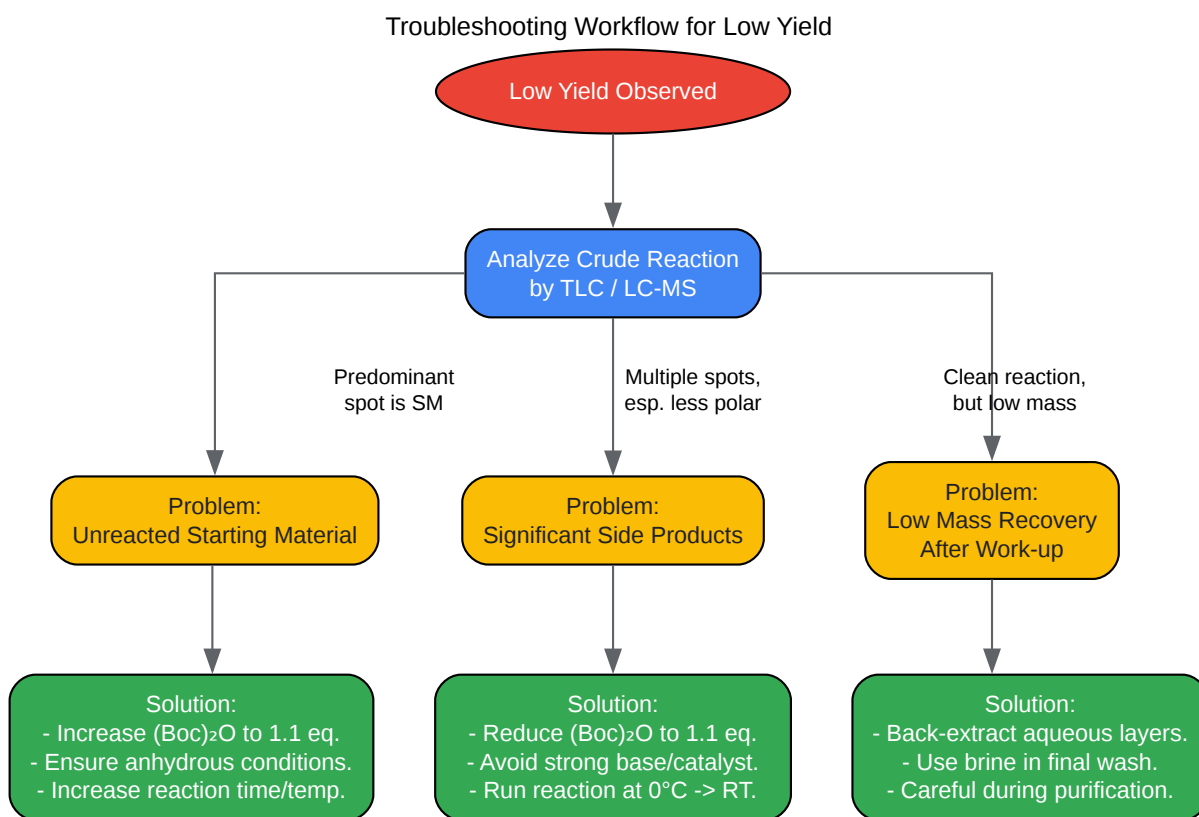 Troubleshooting Workflow for Low Yield
Low Yield Observed
Analyze Crude Reaction
by TLC / LC-MS
Predominant
spot is SM
Multiple spots,
esp. less polar
Clean reaction,
but low mass
Problem:
Unreacted Starting Material
Problem:
Significant Side Products
Problem:
Low Mass Recovery
After Work-up
Solution:
- Increase (Boc)₂O to 1.1 eq.
- Ensure anhydrous conditions.
- Increase reaction time/temp.
Solution:
- Reduce (Boc)₂O to 1.1 eq.
- Avoid strong base/catalyst.
- Run reaction at 0°C -> RT.
Solution:
- Back-extract aqueous layers.
- Use brine in final wash.
- Careful during purification.